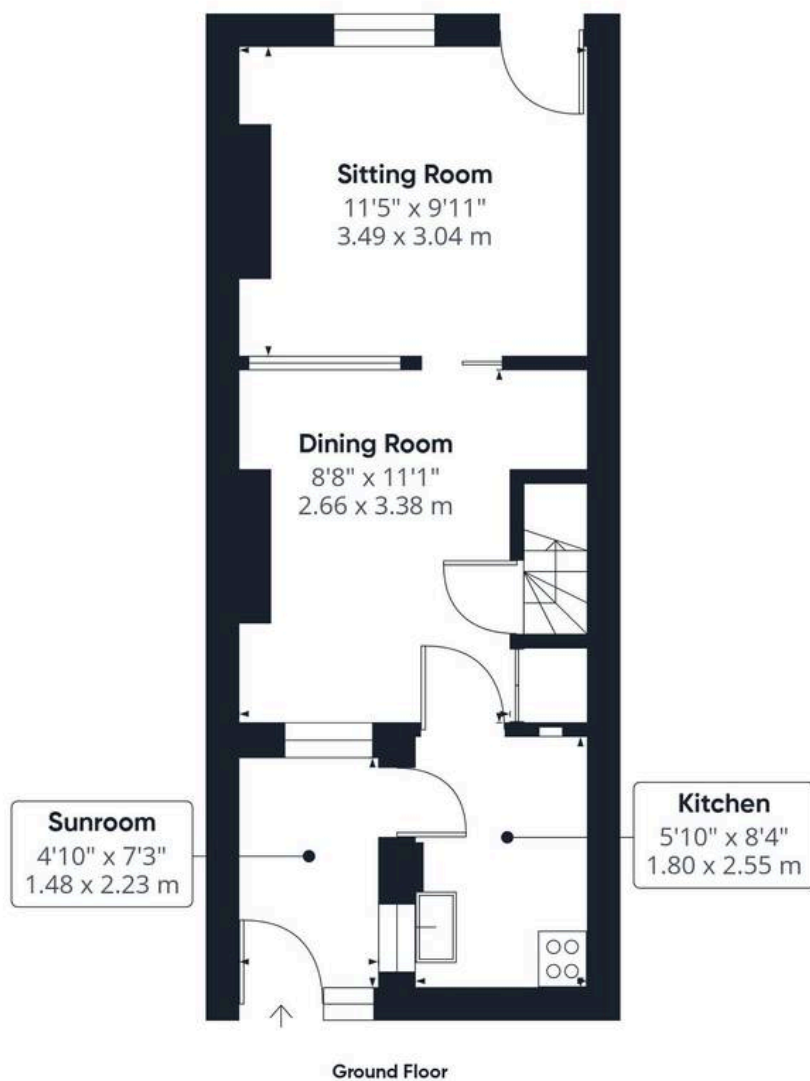 Sitting Room
11'5" x 9'11"
3.49 x 3.04 m
Dining Room
8'8" x 11'1"
2.66 x 3.38 m
Sunroom
4'10" x 7'3"
1.48 x 2.23 m
Kitchen
5'10" x 8'4"
1.80 x 2.55 m
Ground Floor